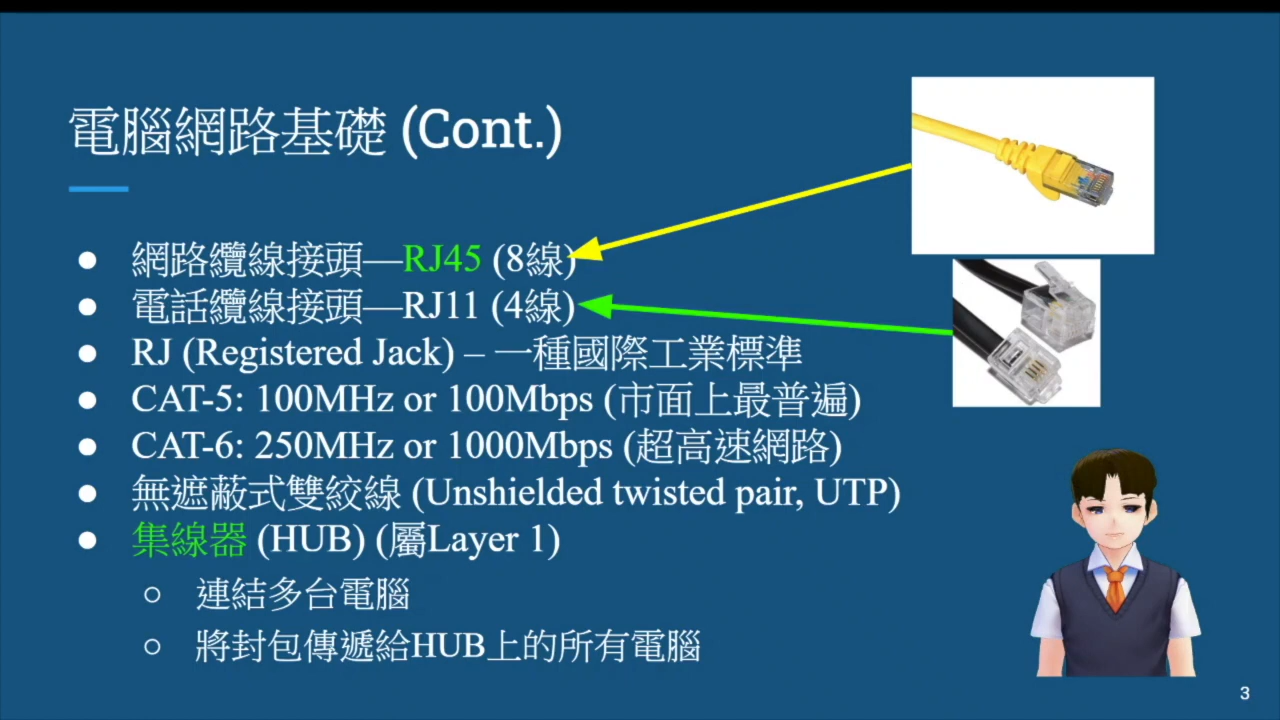 電腦網路基礎 (Cont.)
● 網路纜線接頭—RJ45 (8線)
● 電話纜線接頭—RJ11 (4線)
● RJ (Registered Jack) – 一種國際工業標準
● CAT-5: 100MHz or 100Mbps (市面上最普遍)
● CAT-6: 250MHz or 1000Mbps (超高速網路)
● 無遮蔽式雙絞線 (Unshielded twisted pair, UTP)
● 集線器 (HUB) (屬Layer 1)
○ 連結多台電腦
○ 將封包傳遞給HUB上的所有電腦
3